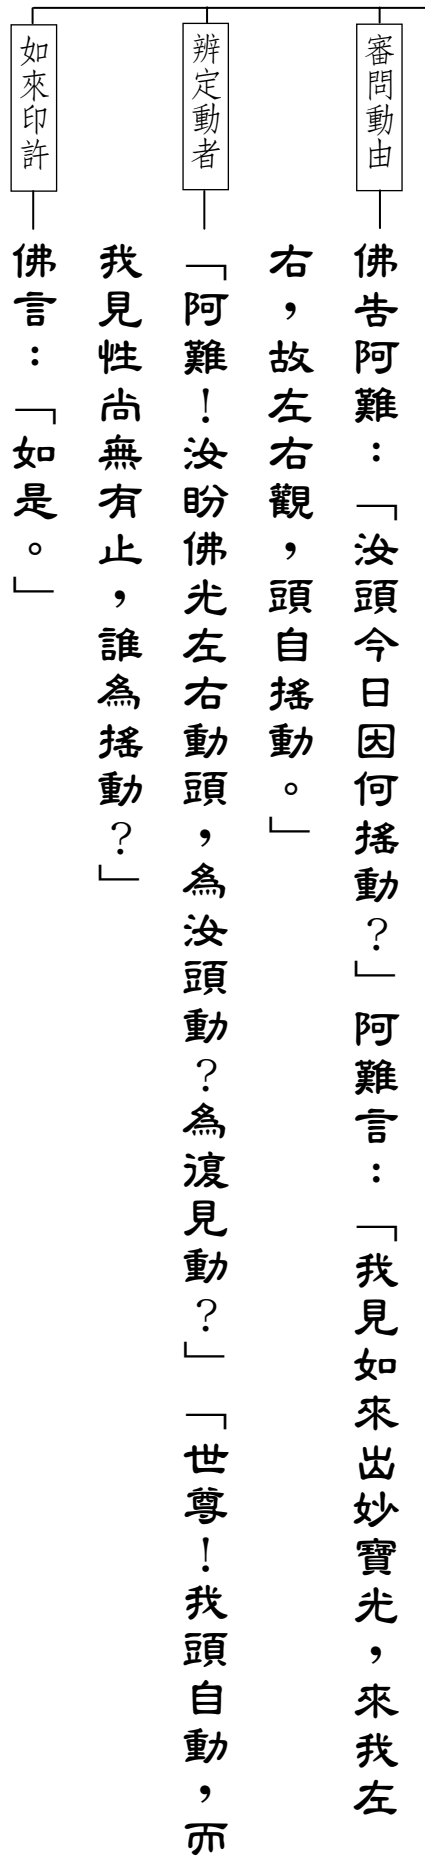 審問動由
佛告阿難：「汝頭今日因何搖動？」阿難言：「我見如來出妙寶光，來我左
右，故左右觀，頭自搖動。」
辨定動者
「阿難！汝盼佛光左右動頭，為汝頭動？為復見動？」「世尊！我頭自動，而
我見性尚無有止，誰為搖動？」
如來印許
佛言：「如是。」